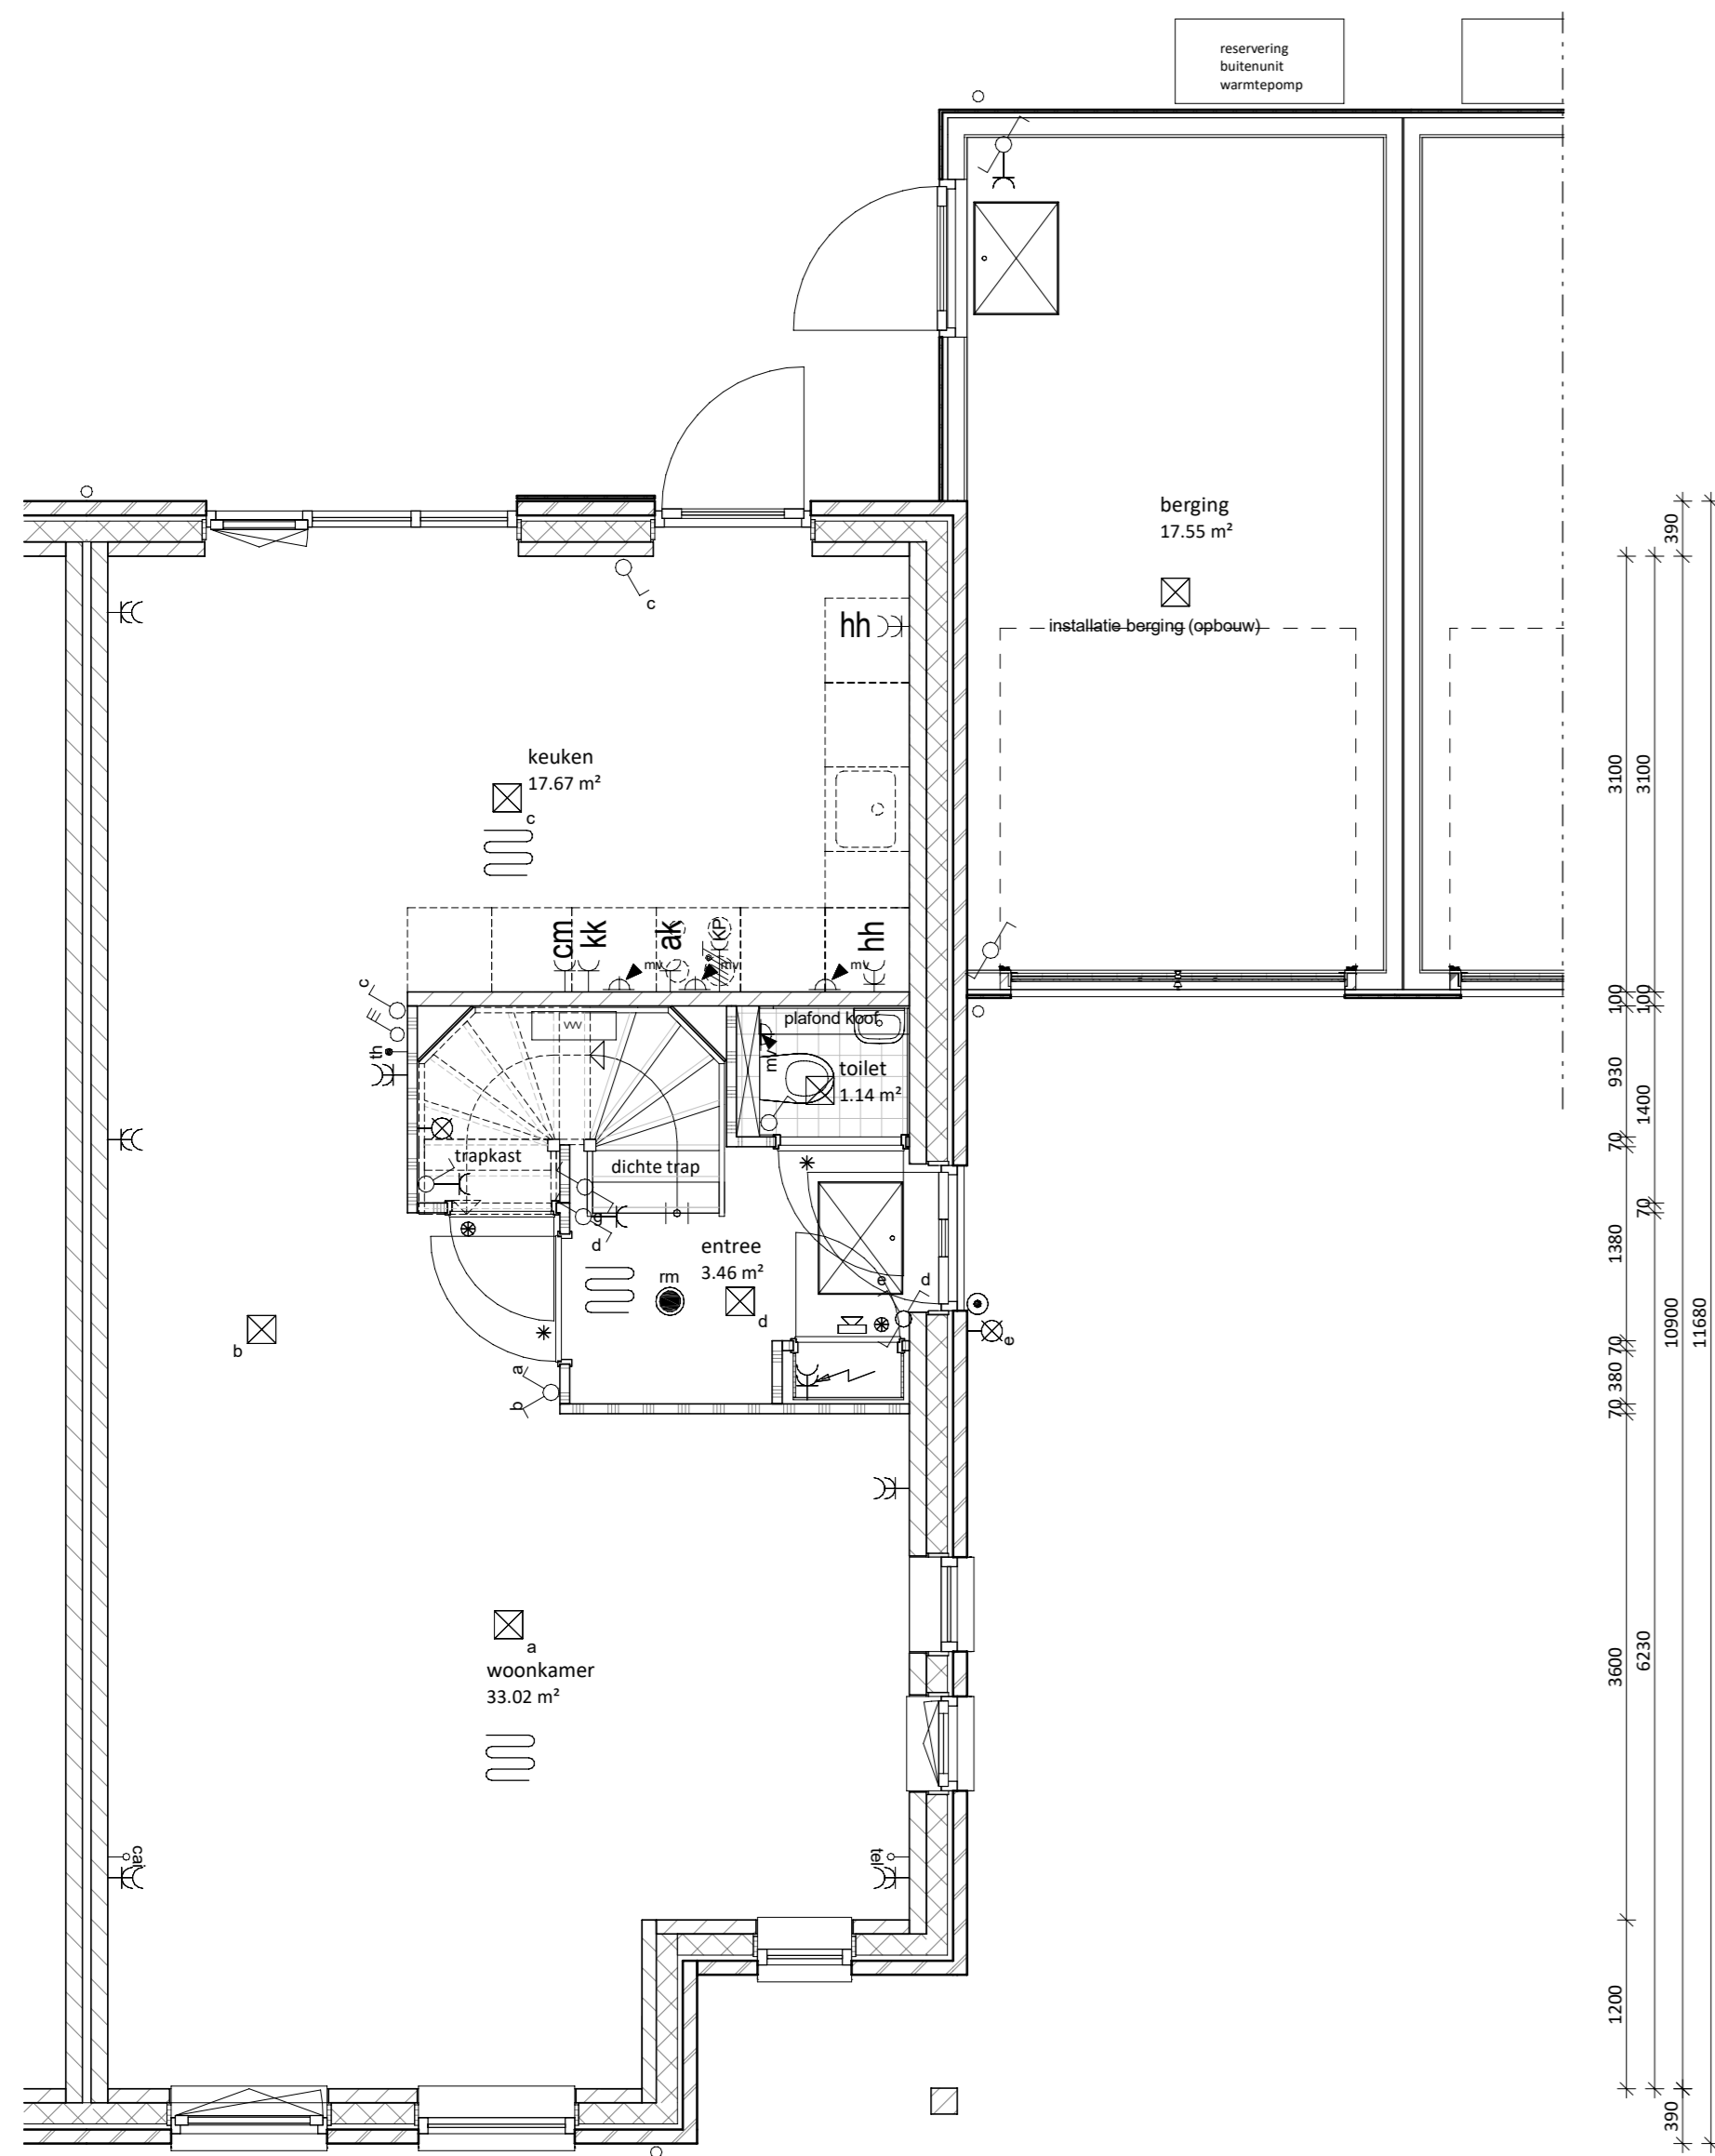 reservering
buitenunit
warmtepomp
berging
17.55 m²
installatie berging (opbouw)
c
hh
keuken
17.67 m²
c
cm
kk
ak
KP
hh
mv
mv
mv
c
E
th
plafond koof
mv
toilet
1.14 m²
trapkast
dichte trap
g
d
entree
3.46 m²
rm
d
e
d
e
b
a
b
a
woonkamer
33.02 m²
cai
tel
390
3100
3100
100
100
930
1400
70
70
1380
70
380
70
10900
11680
3600
6230
1200
390